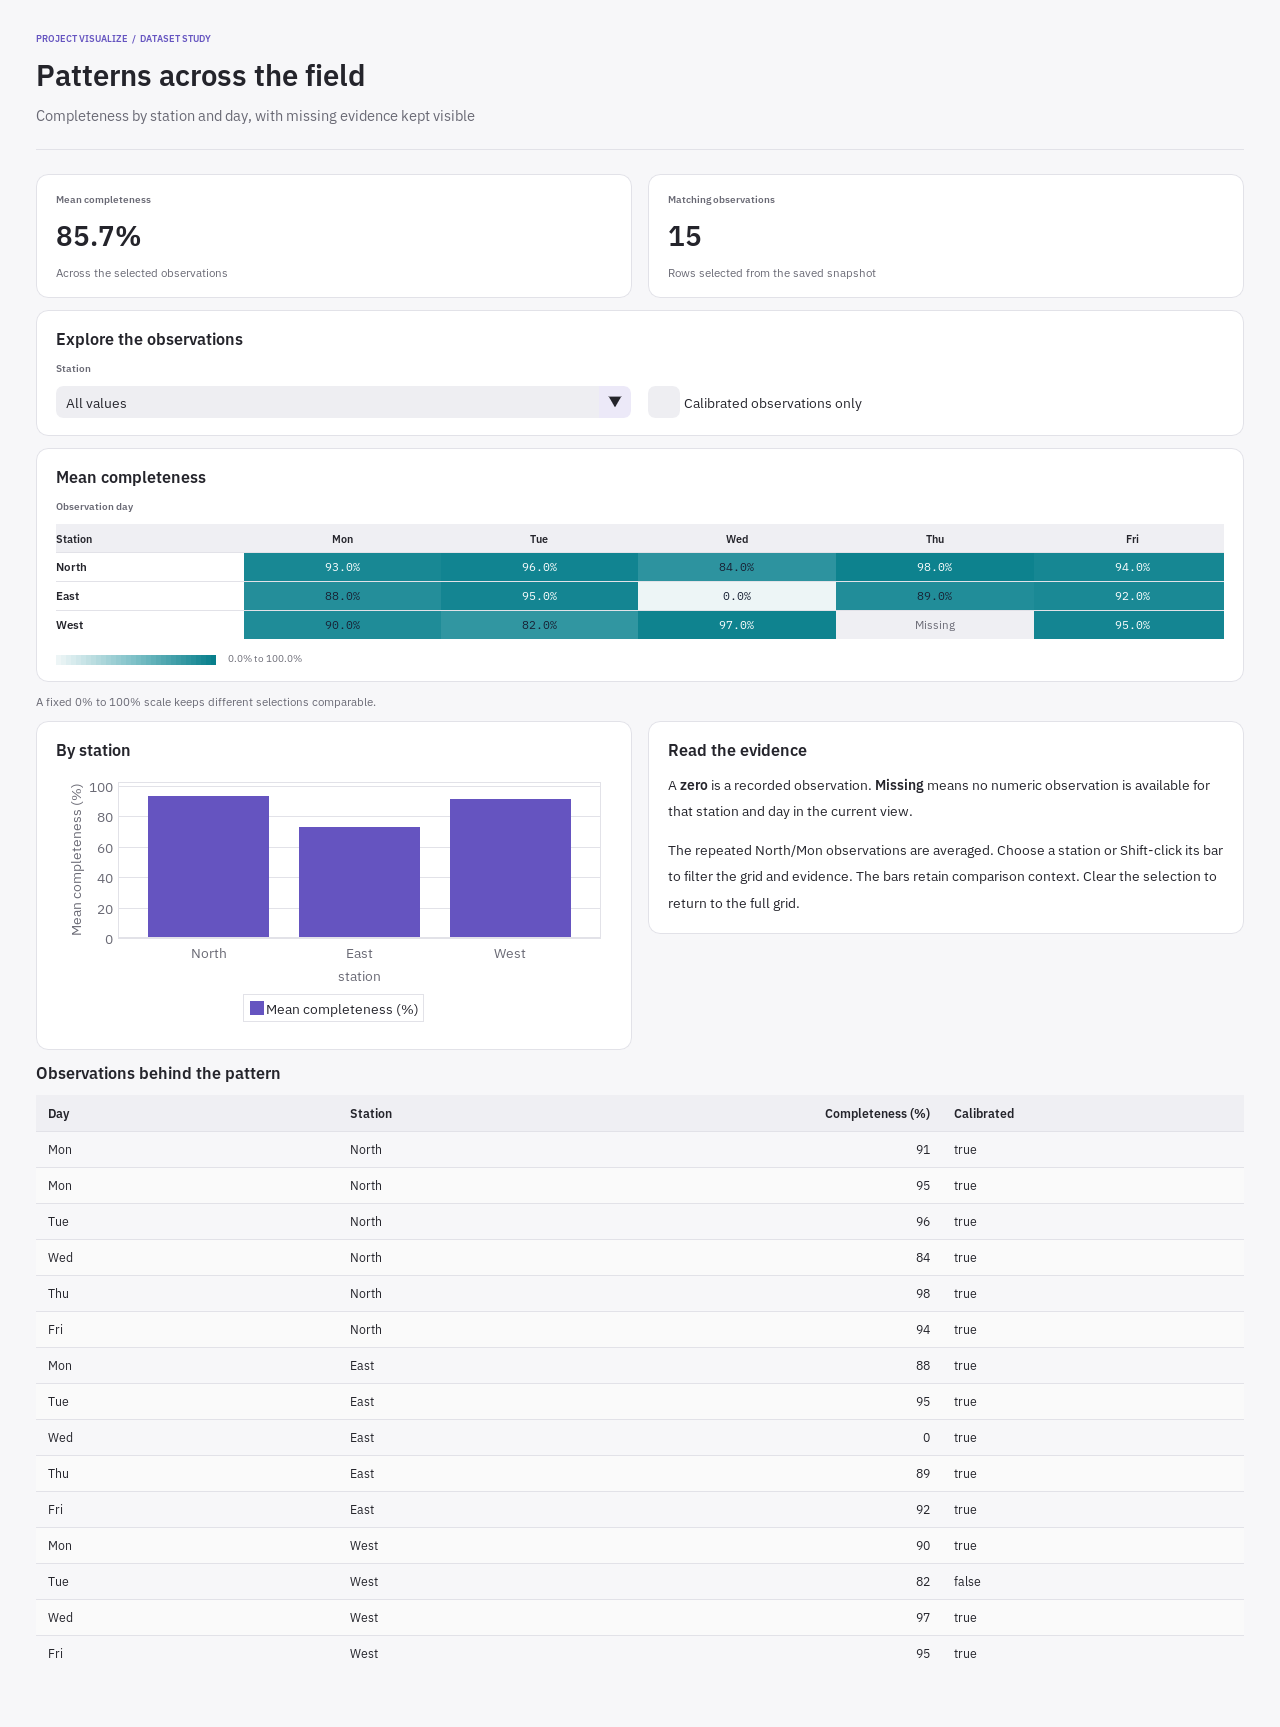 PROJECT VISUALIZE / DATASET STUDY
Patterns across the field
Completeness by station and day, with missing evidence kept visible
Mean completeness
85.7%
Across the selected observations
Matching observations
15
Rows selected from the saved snapshot
Explore the observations
Station
All values ▼
Calibrated observations only
Mean completeness
Observation day
Station Mon Tue Wed Thu Fri
North 93.0% 96.0% 84.0% 98.0% 94.0%
East 88.0% 95.0% 0.0% 89.0% 92.0%
West 90.0% 82.0% 97.0% Missing 95.0%
0.0% to 100.0%
A fixed 0% to 100% scale keeps different selections comparable.
By station
Mean completeness (%)
100
80
60
40
20
0
North East West
station
Mean completeness (%)
Read the evidence
A zero is a recorded observation. Missing means no numeric observation is available for
that station and day in the current view.
The repeated North/Mon observations are averaged. Choose a station or Shift-click its bar
to filter the grid and evidence. The bars retain comparison context. Clear the selection to
return to the full grid.
Observations behind the pattern
Day Station Completeness (%) Calibrated
Mon North 91 true
Mon North 95 true
Tue North 96 true
Wed North 84 true
Thu North 98 true
Fri North 94 true
Mon East 88 true
Tue East 95 true
Wed East 0 true
Thu East 89 true
Fri East 92 true
Mon West 90 true
Tue West 82 false
Wed West 97 true
Fri West 95 true